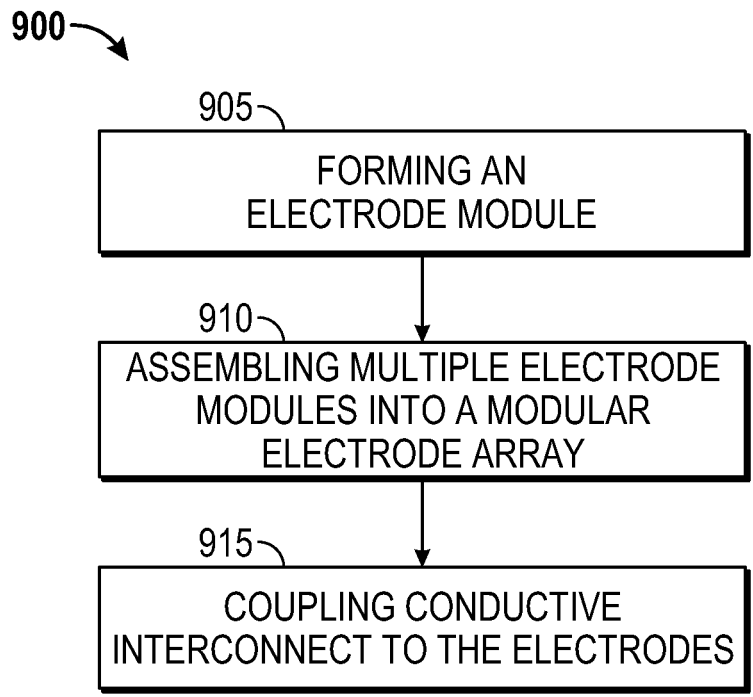 900
905
FORMING AN
ELECTRODE MODULE
910
ASSEMBLING MULTIPLE ELECTRODE
MODULES INTO A MODULAR
ELECTRODE ARRAY
915
COUPLING CONDUCTIVE
INTERCONNECT TO THE ELECTRODES